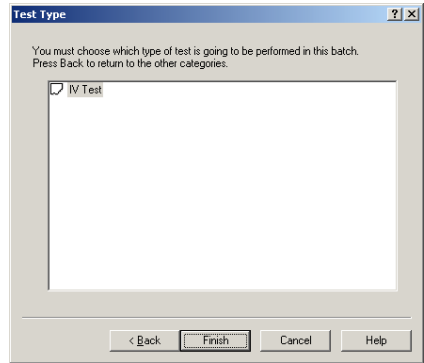 Test Type
You must choose which type of test is going to be performed in this batch.
Press Back to return to the other categories.
IV Test
< Back Finish Cancel Help